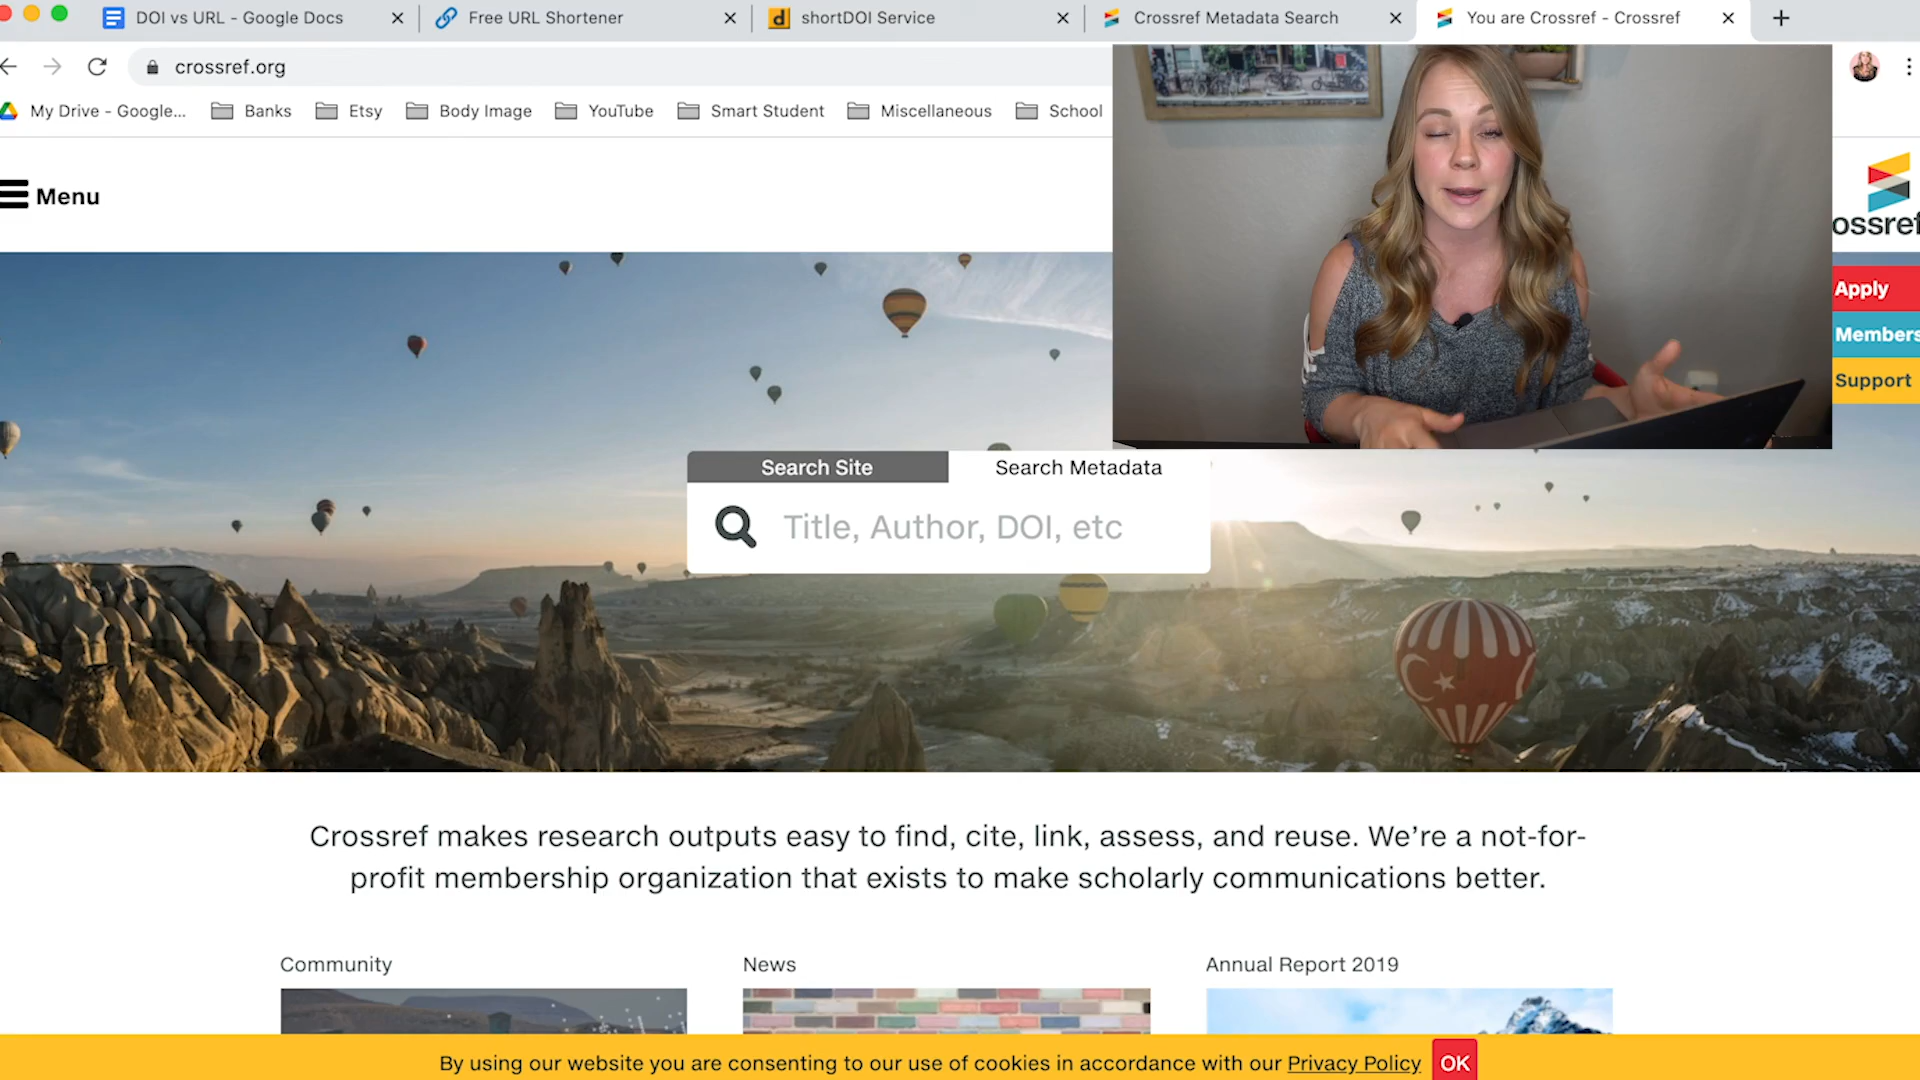 DOI vs URL - Google Docs
Free URL Shortener
shortDOI Service
Crossref Metadata Search
You are Crossref - Crossref
crossref.org
My Drive - Google...
Banks
Etsy
Body Image
YouTube
Smart Student
Miscellaneous
School
Menu
ossref
Apply
Members
Support
Search Site
Search Metadata
Title, Author, DOI, etc
Crossref makes research outputs easy to find, cite, link, assess, and reuse. We’re a not-for-
profit membership organization that exists to make scholarly communications better.
Community
News
Annual Report 2019
By using our website you are consenting to our use of cookies in accordance with our Privacy Policy
OK